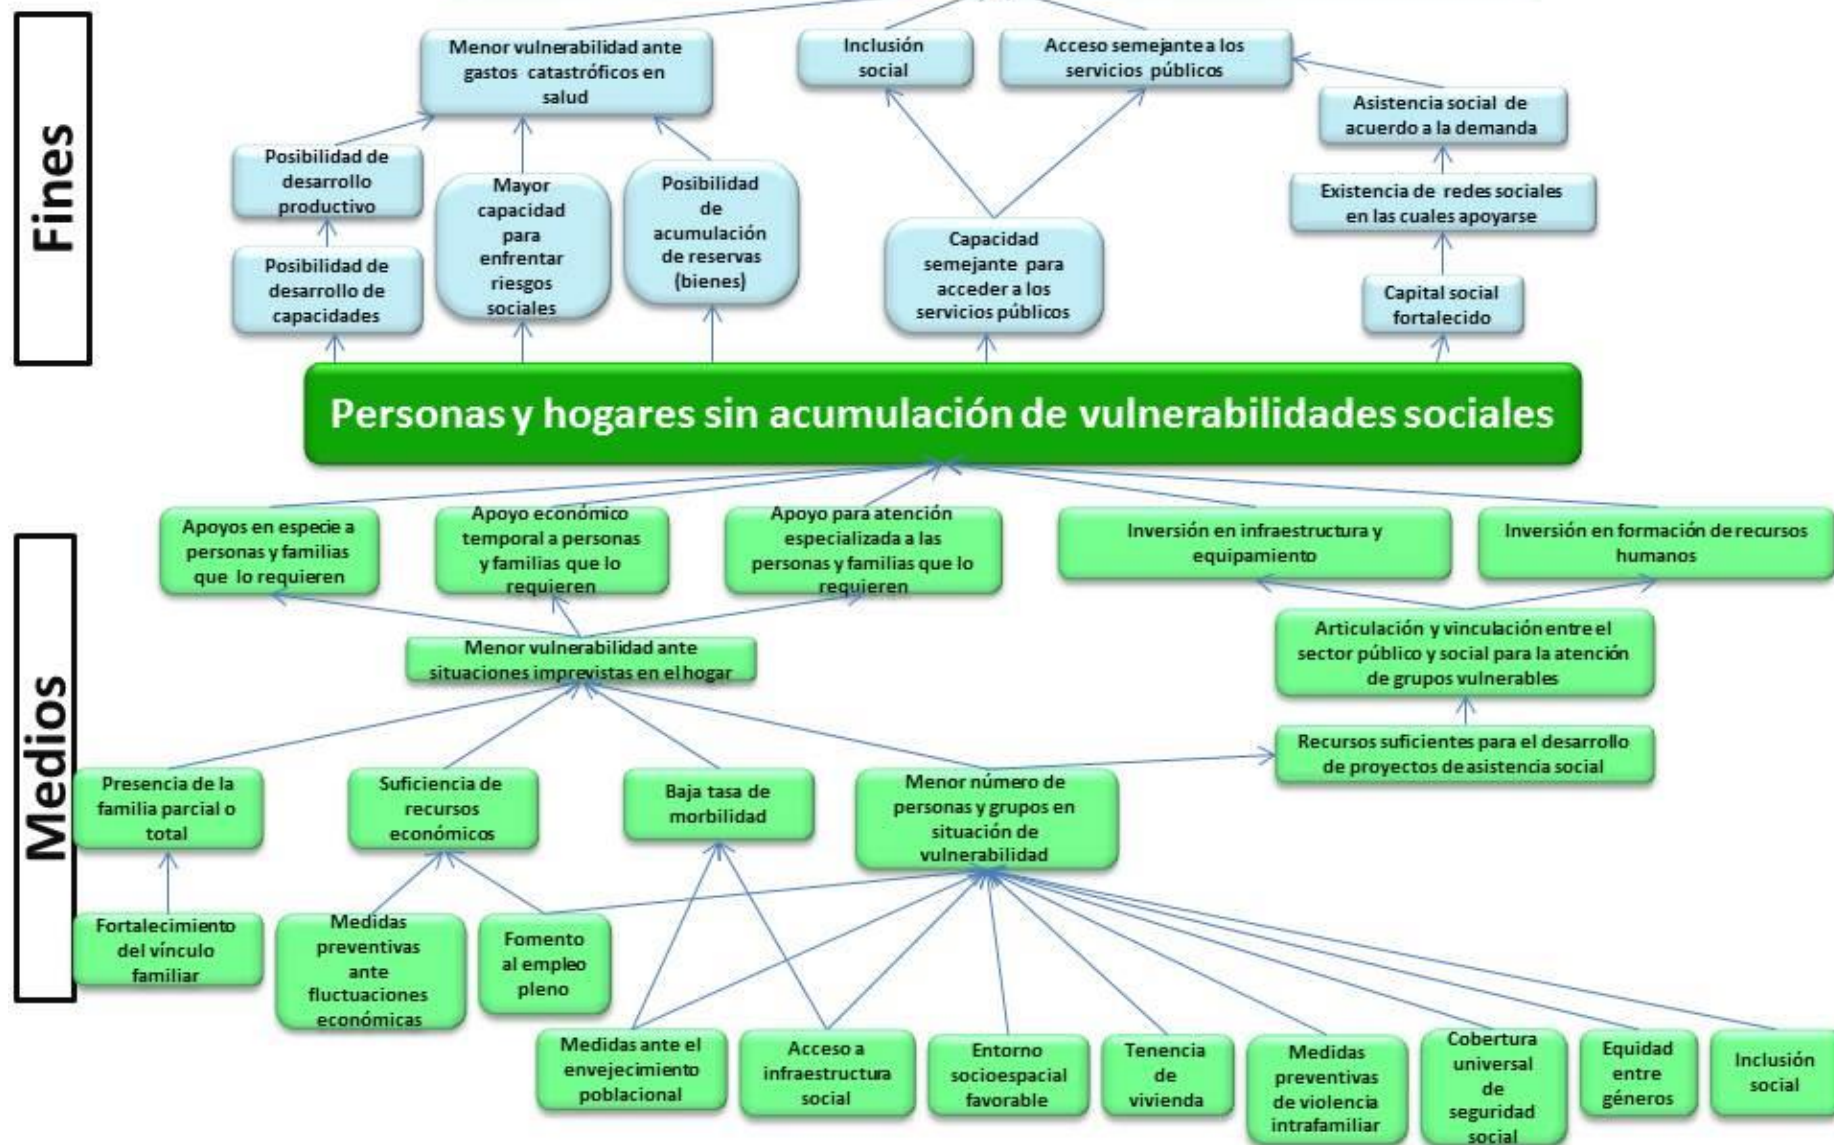 Fines
Menor vulnerabilidad ante
gastos catastróficos en
salud
Inclusión
social
Acceso semejante a los
servicios públicos
Asistencia social de
acuerdo a la demanda
Posibilidad de
desarrollo
productivo
Mayor
capacidad
para
enfrentar
riesgos
sociales
Posibilidad
de
acumulación
de reservas
(bienes)
Existencia de redes sociales
en las cuales apoyarse
Capacidad
semejante para
acceder a los
servicios públicos
Posibilidad de
desarrollo de
capacidades
Capital social
fortalecido
Personas y hogares sin acumulación de vulnerabilidades sociales
Medios
Apoyos en especie a
personas y familias
que lo requieren
Apoyo económico
temporal a personas
y familias que lo
requieren
Apoyo para atención
especializada a las
personas y familias que lo
requieren
Inversión en infraestructura y
equipamiento
Inversión en formación de recursos
humanos
Menor vulnerabilidad ante
situaciones imprevistas en el hogar
Articulación y vinculación entre el
sector público y social para la atención
de grupos vulnerables
Recursos suficientes para el desarrollo
de proyectos de asistencia social
Presencia de la
familia parcial o
total
Suficiencia de
recursos
económicos
Baja tasa de
morbilidad
Menor número de
personas y grupos en
situación de
vulnerabilidad
Fortalecimiento
del vínculo
familiar
Medidas
preventivas
ante
fluctuaciones
económicas
Fomento
al empleo
pleno
Medidas ante el
envejecimiento
poblacional
Acceso a
infraestructura
social
Entorno
socioespacial
favorable
Tenencia
de
vivienda
Medidas
preventivas
de violencia
intrafamiliar
Cobertura
universal
de
seguridad
social
Equidad
entre
géneros
Inclusión
social